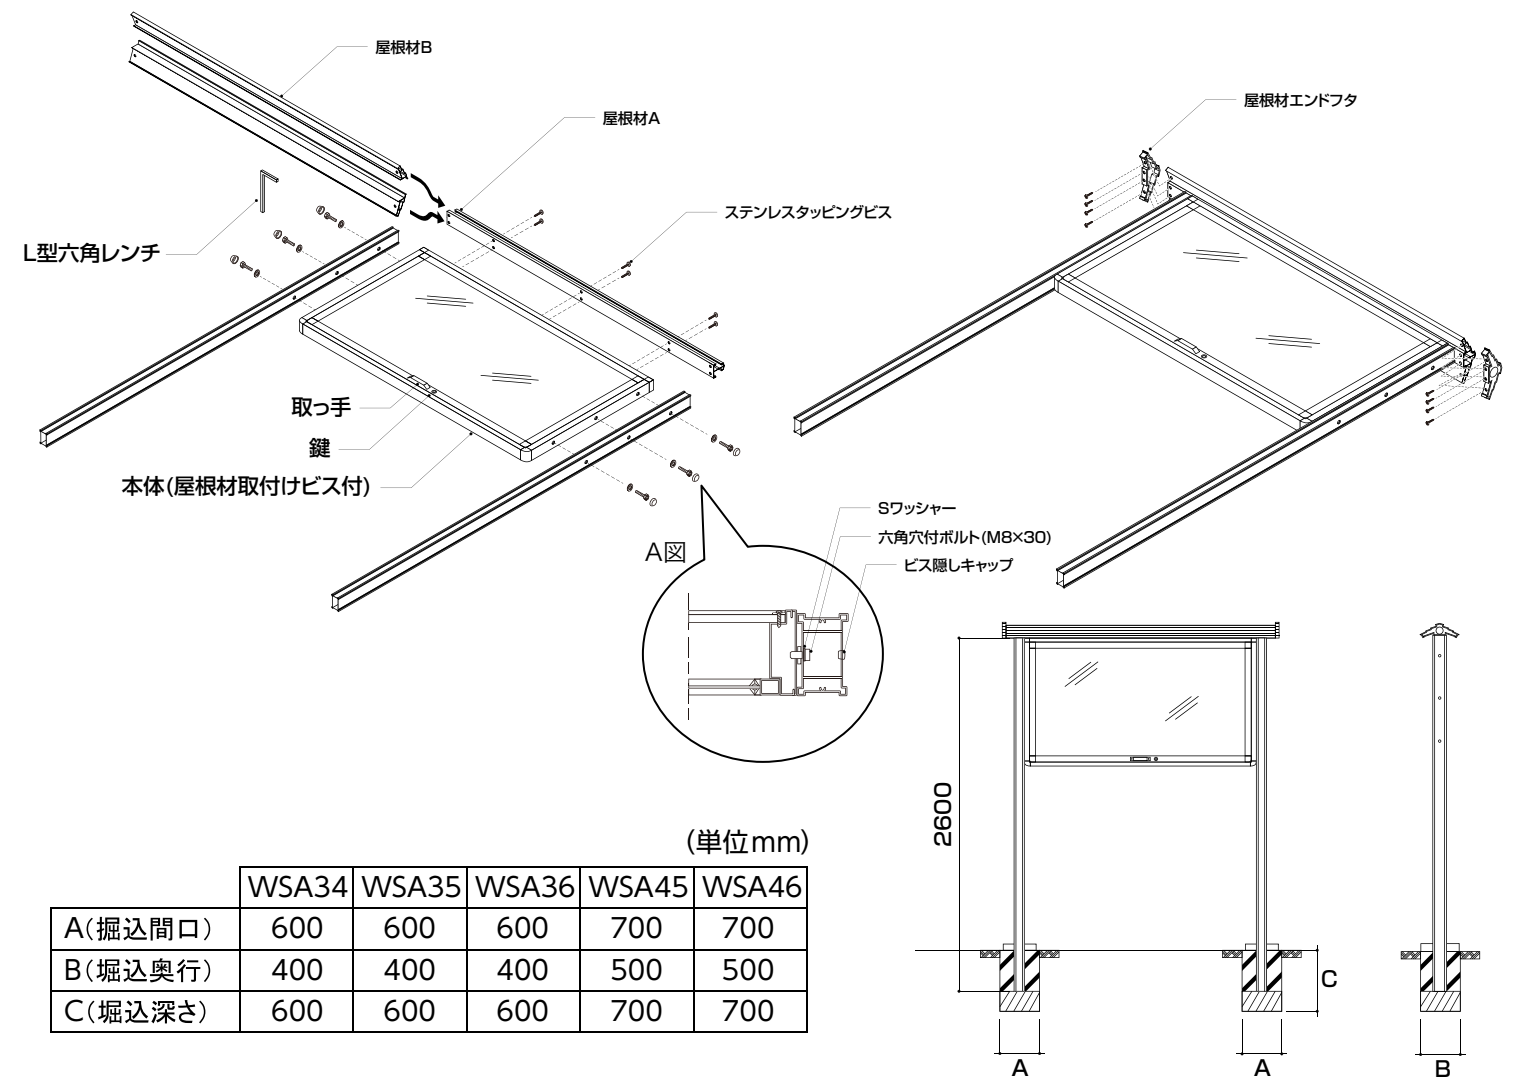 屋根材B
屋根材A
屋根材エンドフタ
ステンレスタッピングビス
L型六角レンチ
取っ手
鍵
本体(屋根材取付けビス付)
A図
Sワッシャー
六角穴付ボルト(M8×30)
ビス隠しキャップ
2600
C
A
A
B
(単位mm)
WSA34 WSA35 WSA36 WSA45 WSA46
A(掘込間口) 600 600 600 700 700
B(堀込奥行) 400 400 400 500 500
C(堀込深さ) 600 600 600 700 700